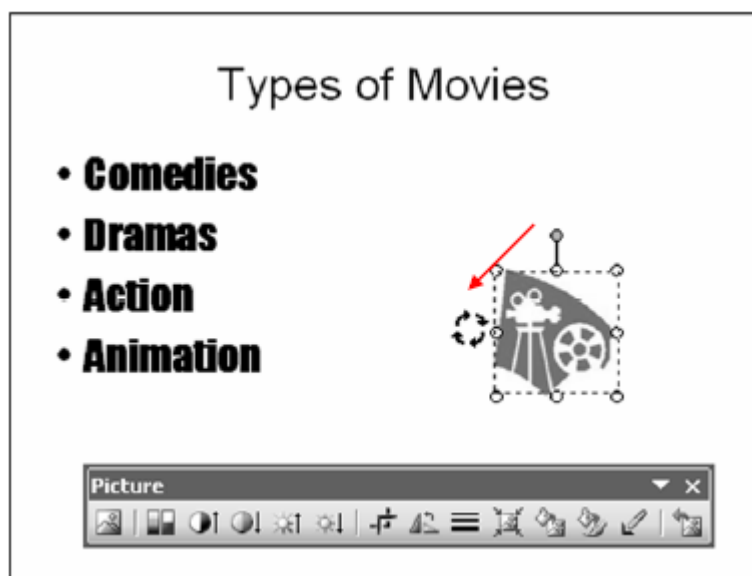 Types of Movies
• Comedies
• Dramas
• Action
• Animation
Picture